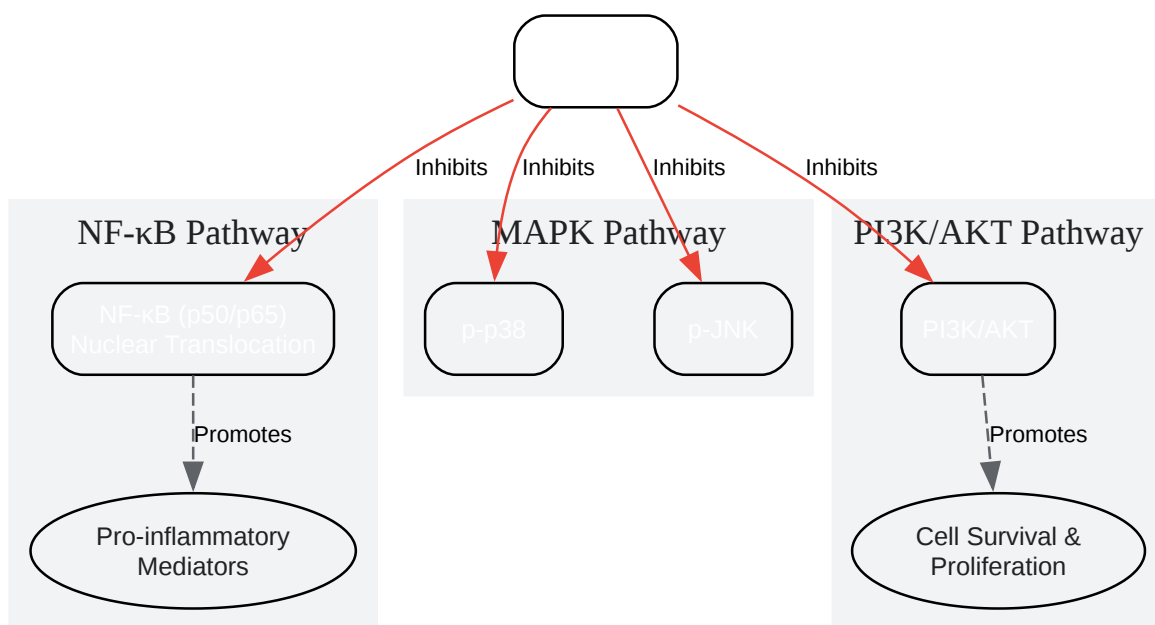 Inhibits
Inhibits
Inhibits
Inhibits
NF-κB Pathway
MAPK Pathway
PI3K/AKT Pathway
NF-κB (p50/p65)
Nuclear Translocation
p-p38
p-JNK
PI3K/AKT
Promotes
Promotes
Pro-inflammatory
Mediators
Cell Survival &
Proliferation